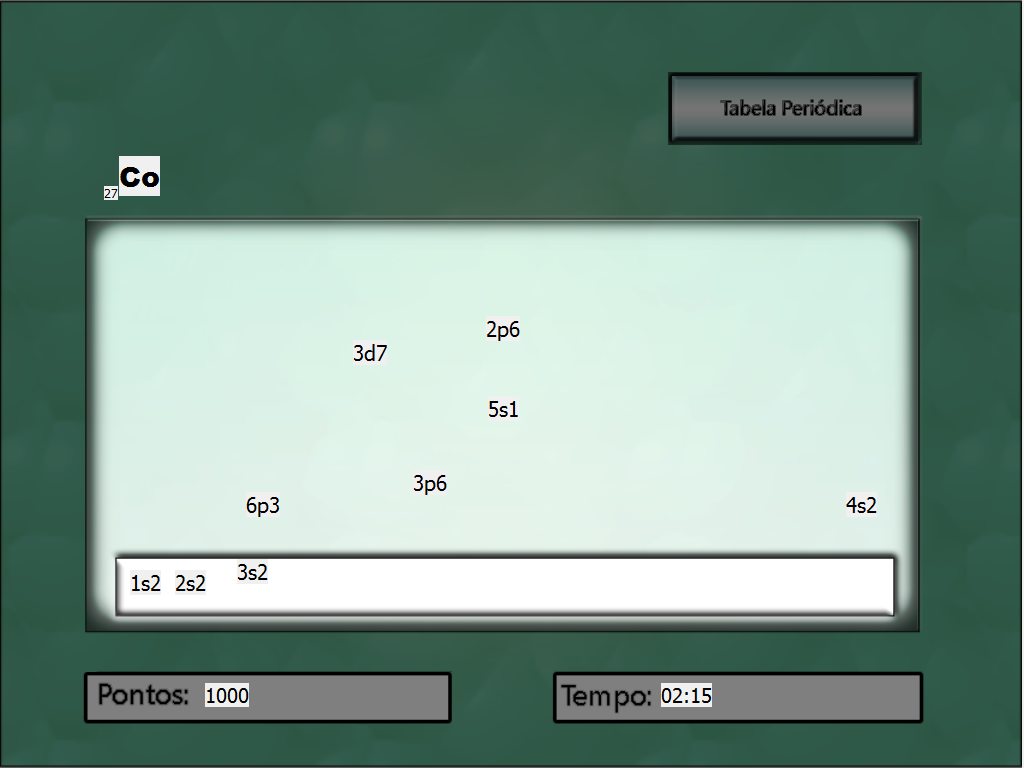 Tabela Periódica
27Co
2p6
3d7
5s1
3p6
6p3
4s2
3s2
1s2 2s2
Pontos: 1000
Tempo: 02:15